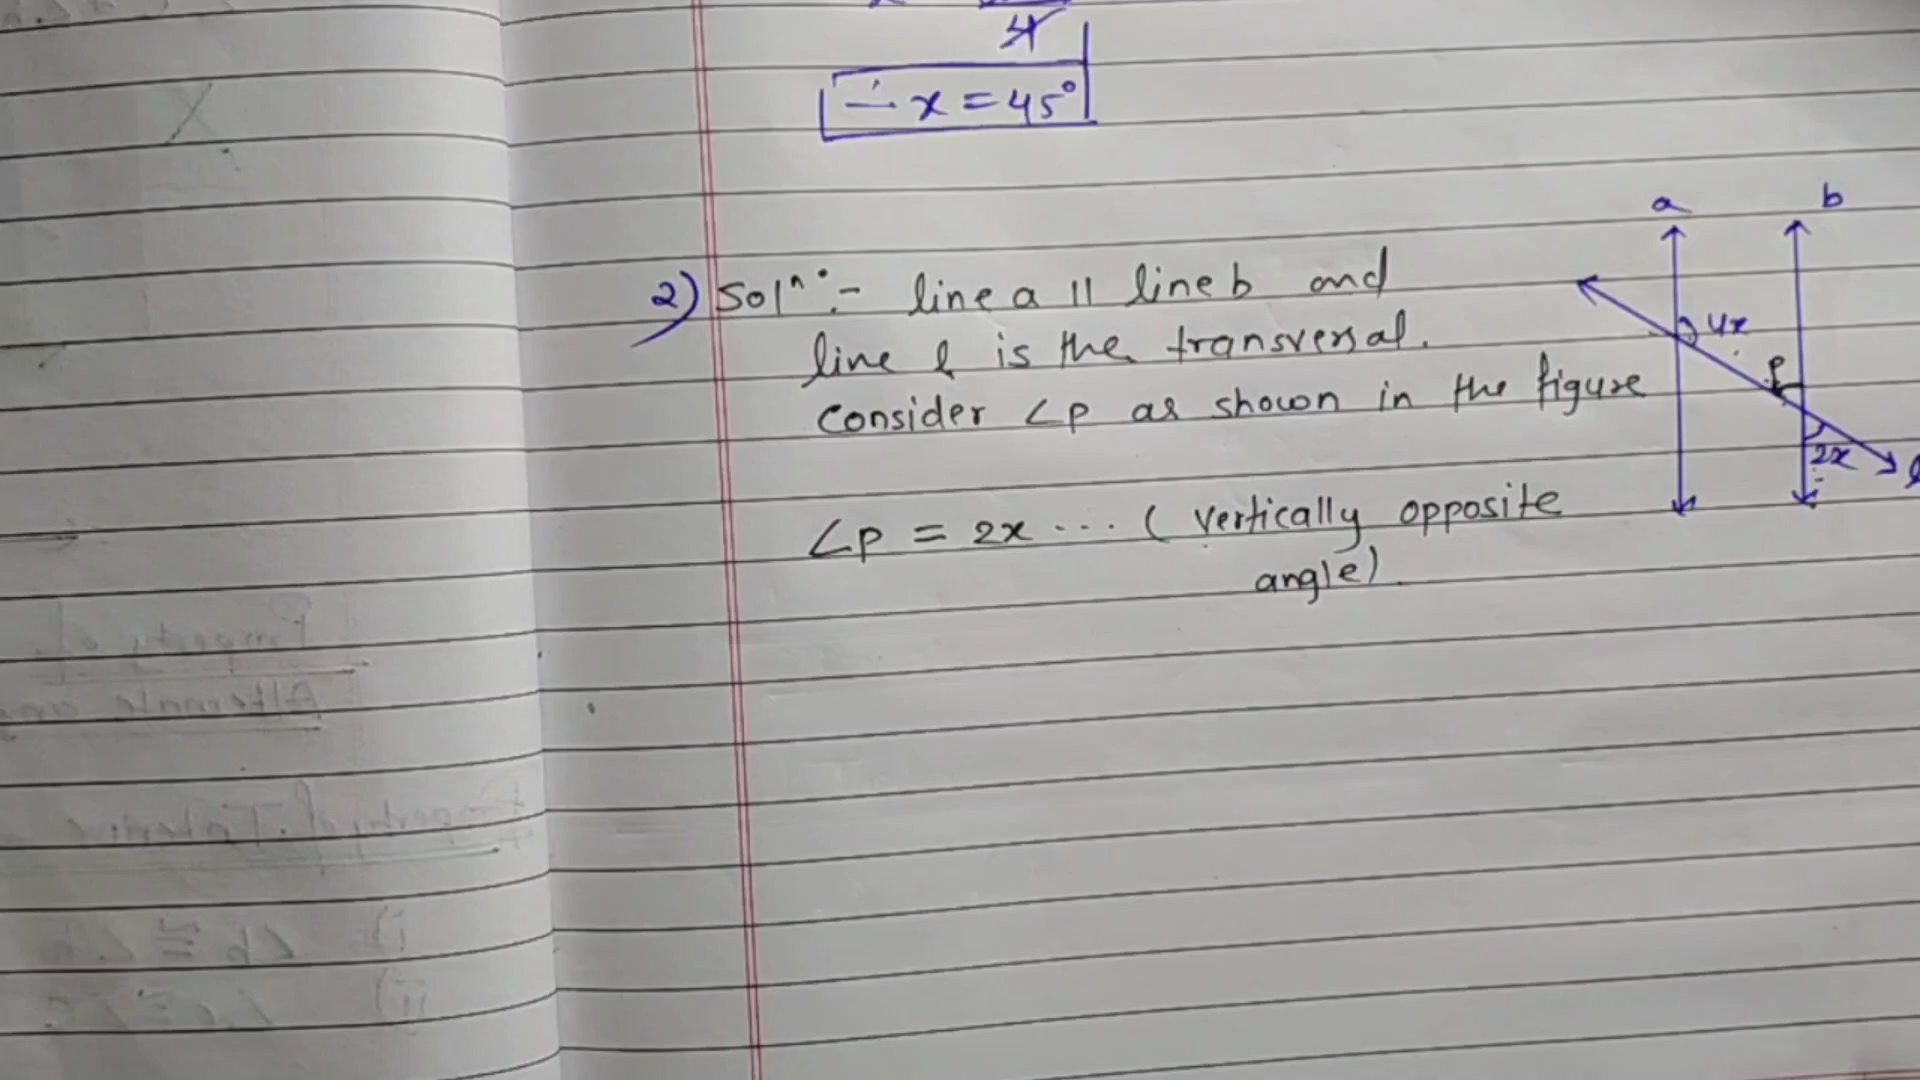 4
∴ x = 45°
2) Solⁿ :- line a || line b and
line l is the transversal.
Consider ∠p as shown in the figure
∠p = 2x ... ( vertically opposite
angle).
a b
4x
P
2x
l